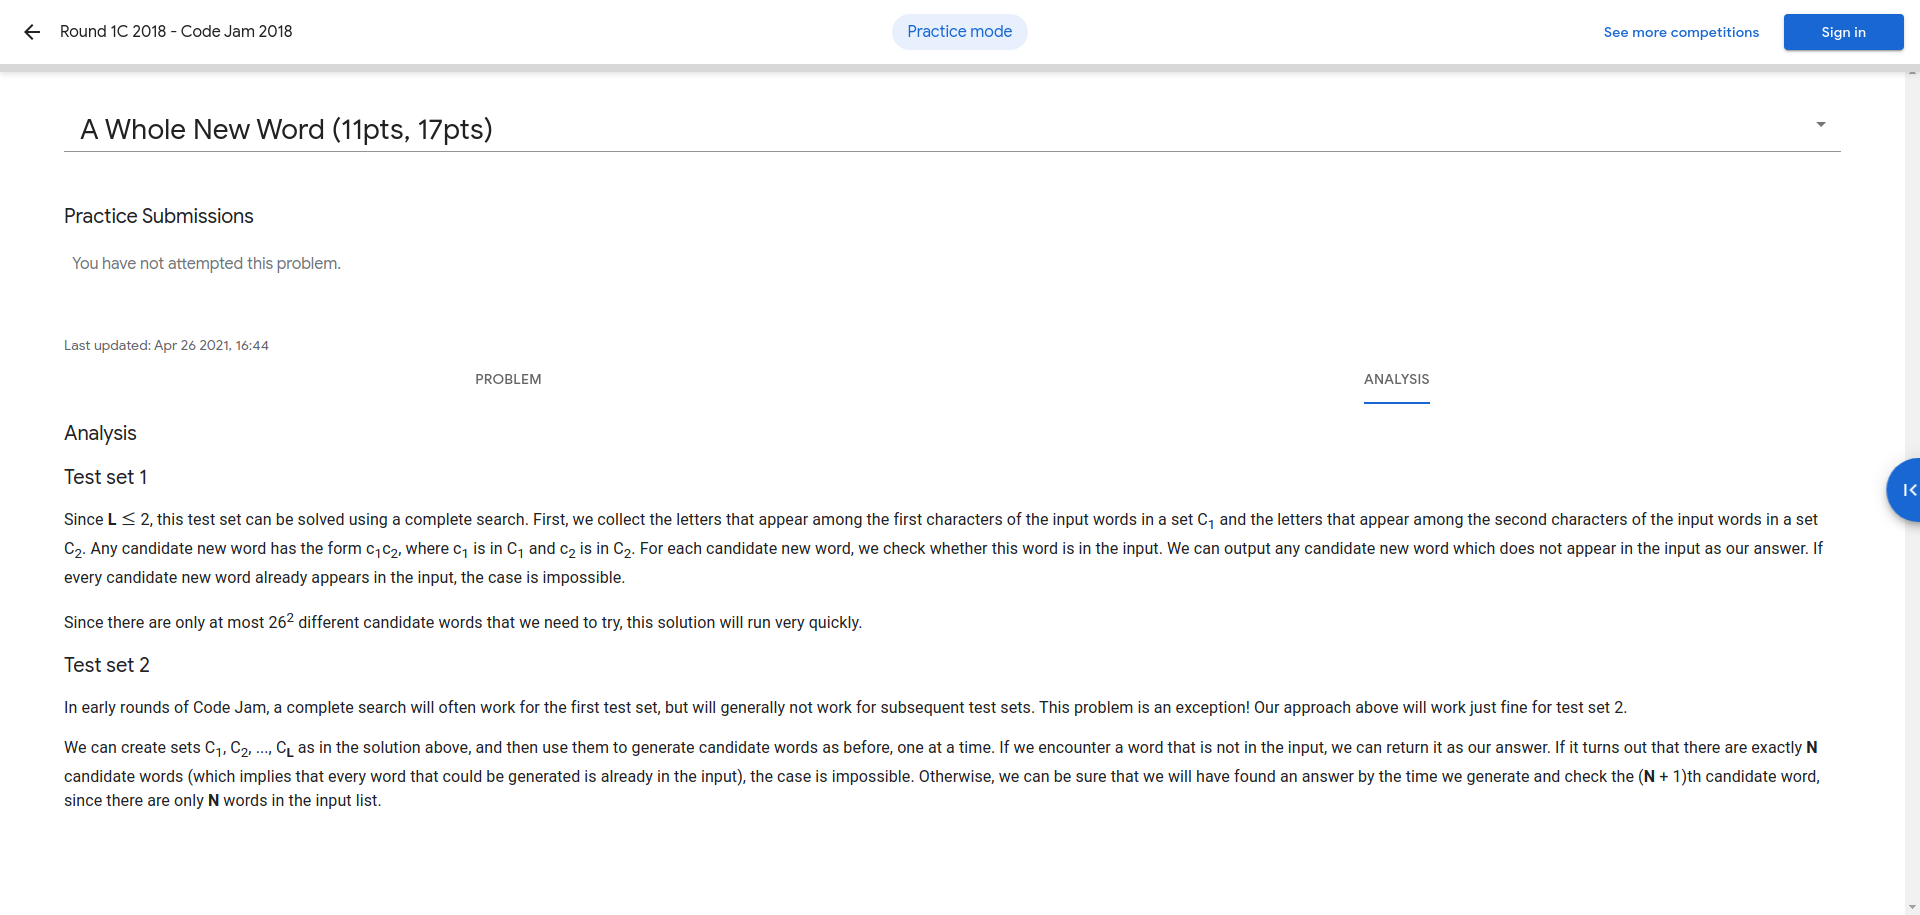 Round 1C 2018 - Code Jam 2018
Practice mode
See more competitions
Sign in
A Whole New Word (11pts, 17pts)
Practice Submissions
You have not attempted this problem.
Last updated: Apr 26 2021, 16:44
PROBLEM
ANALYSIS
Analysis
Test set 1
Since L ≤ 2, this test set can be solved using a complete search. First, we collect the letters that appear among the first characters of the input words in a set C1 and the letters that appear among the second characters of the input words in a set
C2. Any candidate new word has the form c1c2, where c1 is in C1 and c2 is in C2. For each candidate new word, we check whether this word is in the input. We can output any candidate new word which does not appear in the input as our answer. If
every candidate new word already appears in the input, the case is impossible.
Since there are only at most 26² different candidate words that we need to try, this solution will run very quickly.
Test set 2
In early rounds of Code Jam, a complete search will often work for the first test set, but will generally not work for subsequent test sets. This problem is an exception! Our approach above will work just fine for test set 2.
We can create sets C1, C2, ..., CL as in the solution above, and then use them to generate candidate words as before, one at a time. If we encounter a word that is not in the input, we can return it as our answer. If it turns out that there are exactly N
candidate words (which implies that every word that could be generated is already in the input), the case is impossible. Otherwise, we can be sure that we will have found an answer by the time we generate and check the (N + 1)th candidate word,
since there are only N words in the input list.